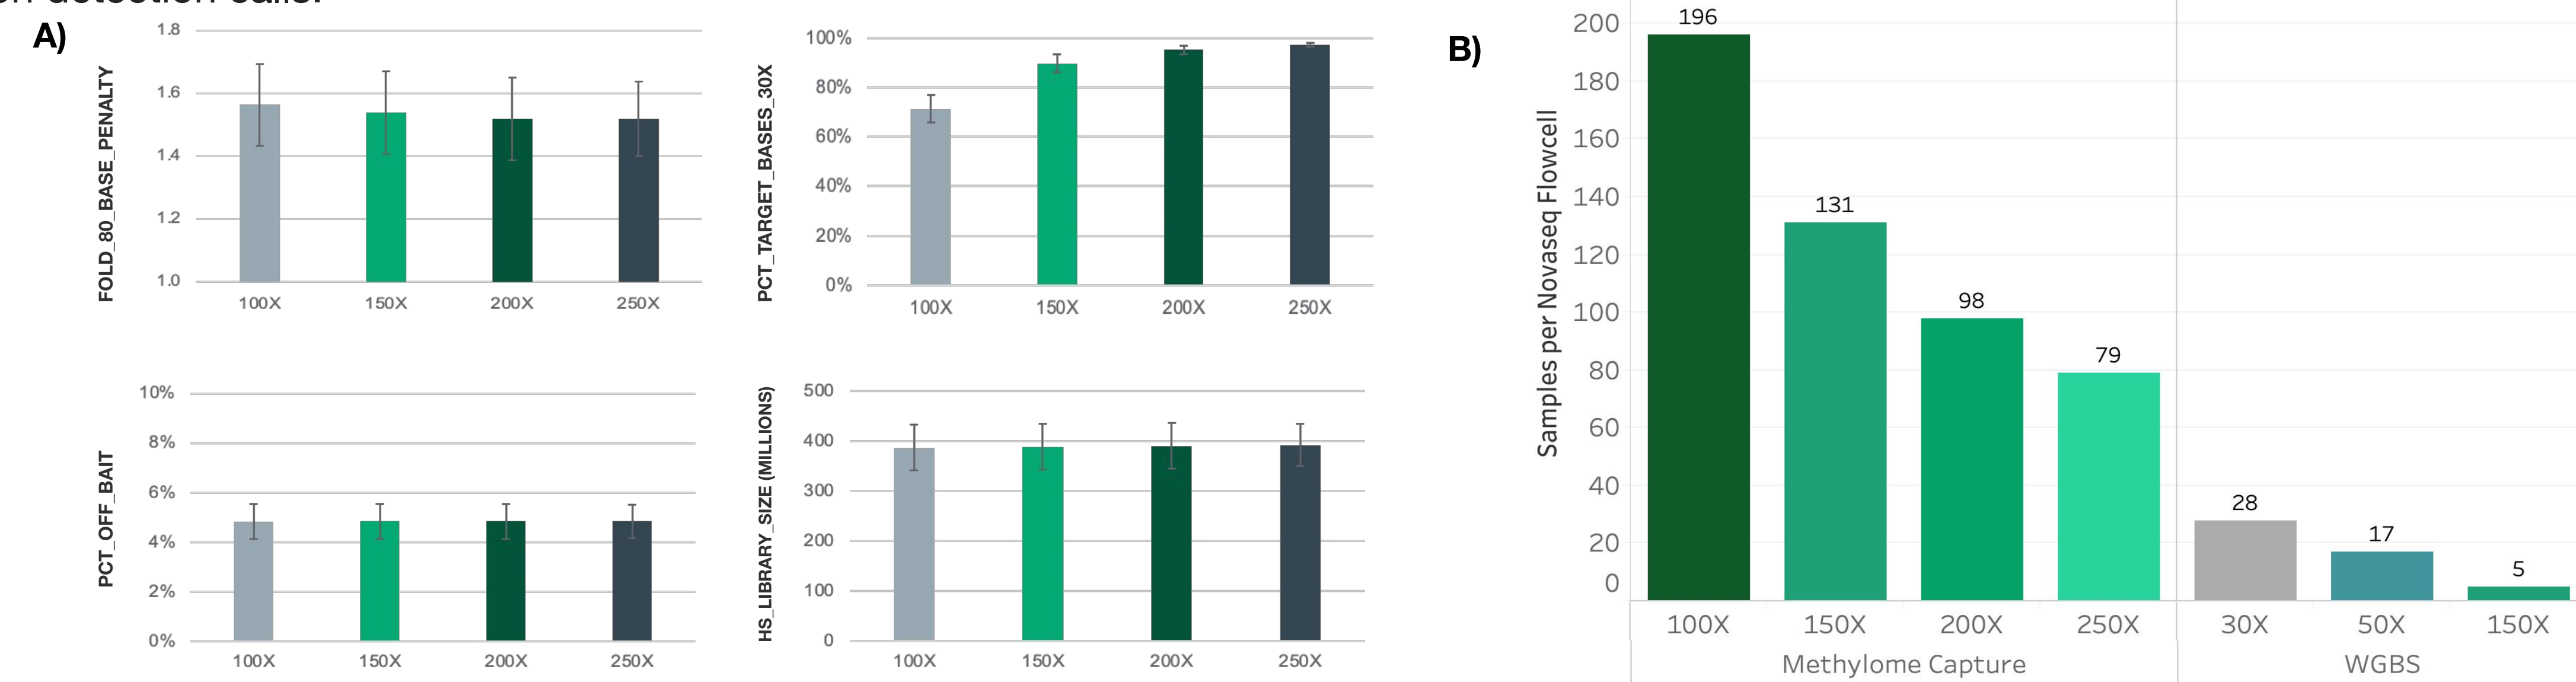 on detection calls.
A)
FOLD_80_BASE_PENALTY
1.8
1.6
1.4
1.2
1.0
100X 150X 200X 250X
PCT_TARGET_BASES_30X
100%
80%
60%
40%
20%
0%
100X 150X 200X 250X
PCT_OFF_BAIT
10%
8%
6%
4%
2%
0%
100X 150X 200X 250X
HS_LIBRARY_SIZE (MILLIONS)
500
400
300
200
100
0
100X 150X 200X 250X
B)
Samples per Novaseq Flowcell
200
180
160
140
120
100
80
60
40
20
0
196
131
98
79
28
17
5
100X 150X 200X 250X 30X 50X 150X
Methylome Capture WGBS